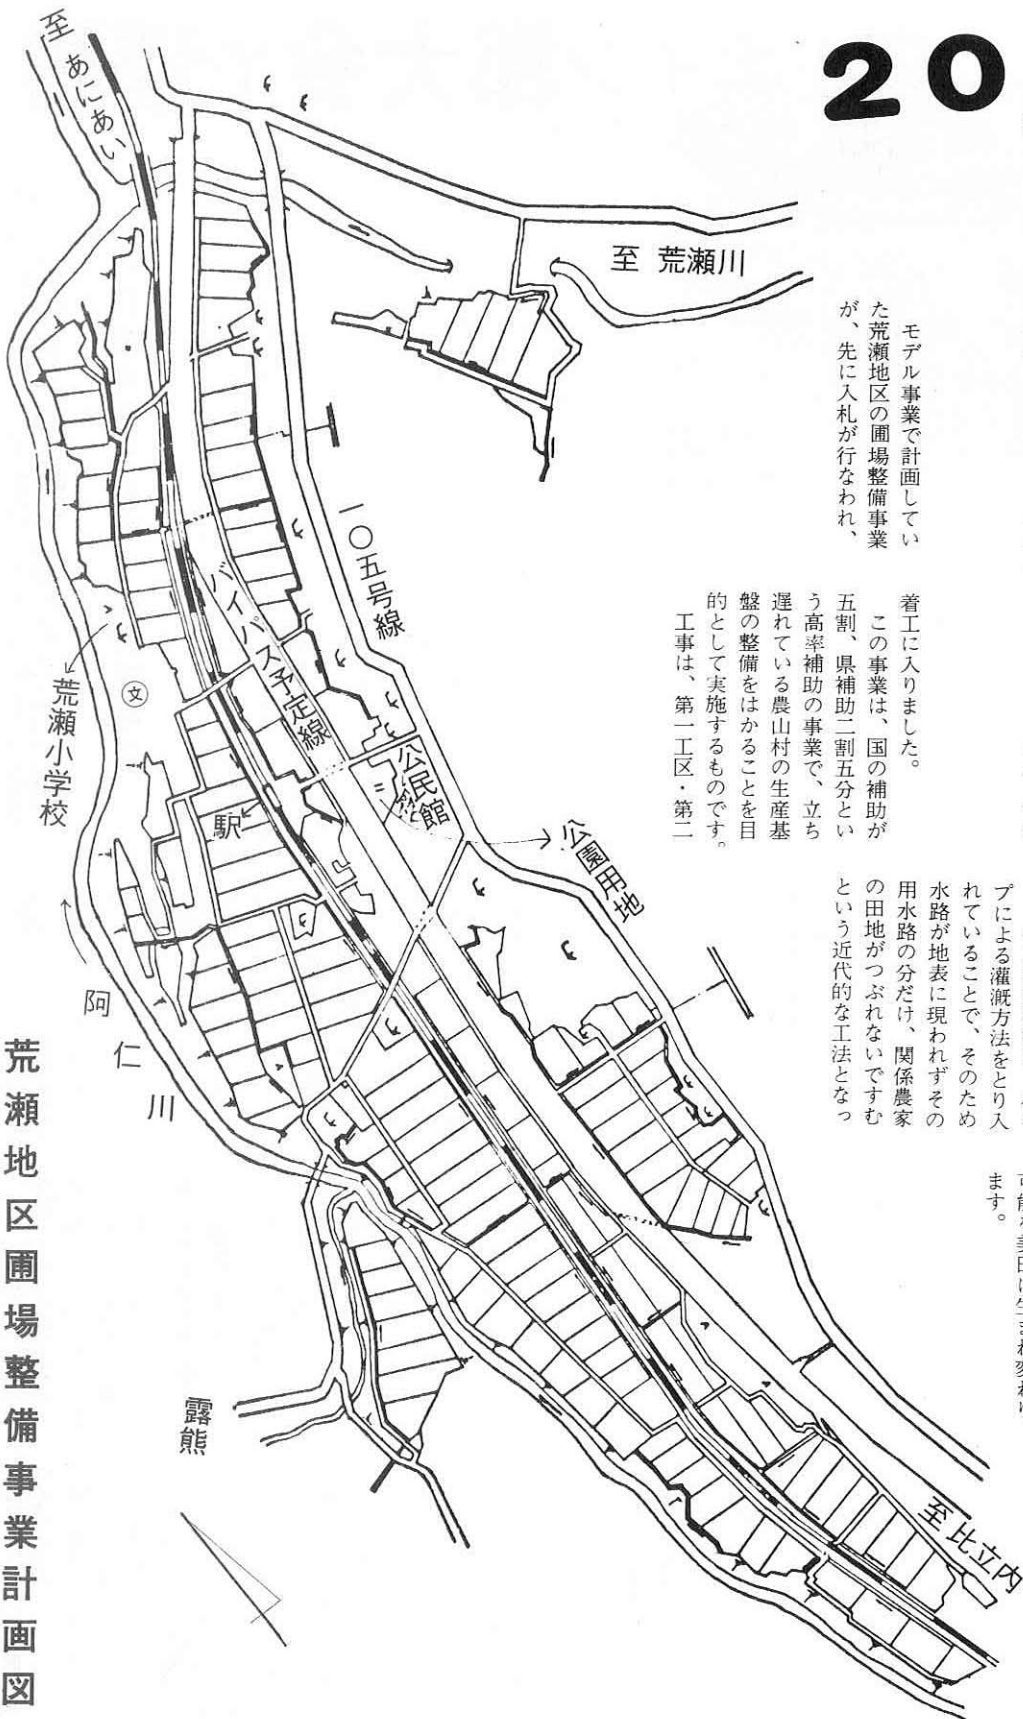 20
モデル事業で計画してい
た荒瀬地区の圃場整備事業
が、先に入札が行なわれ、
着工に入りました。
この事業は、国の補助が
五割、県補助二割五分とい
う高率補助の事業で、立ち
遅れている農山村の生産基
盤の整備をはかることを目
的として実施するものです。
工事は、第一工区・第二
プによる灌漑方法をとり入
れていることで、そのため
水路が地表に現われずその
用水路の分だけ、関係農家
の田地がつぶれないですむ
という近代的な工法となっ
ます。
至 あにあい
至 荒瀬川
一〇五号線
バイパス予定線
公民館
公園用地
文
荒瀬小学校
駅
阿仁川
露熊
至比立内
荒瀬地区圃場整備事業計画図